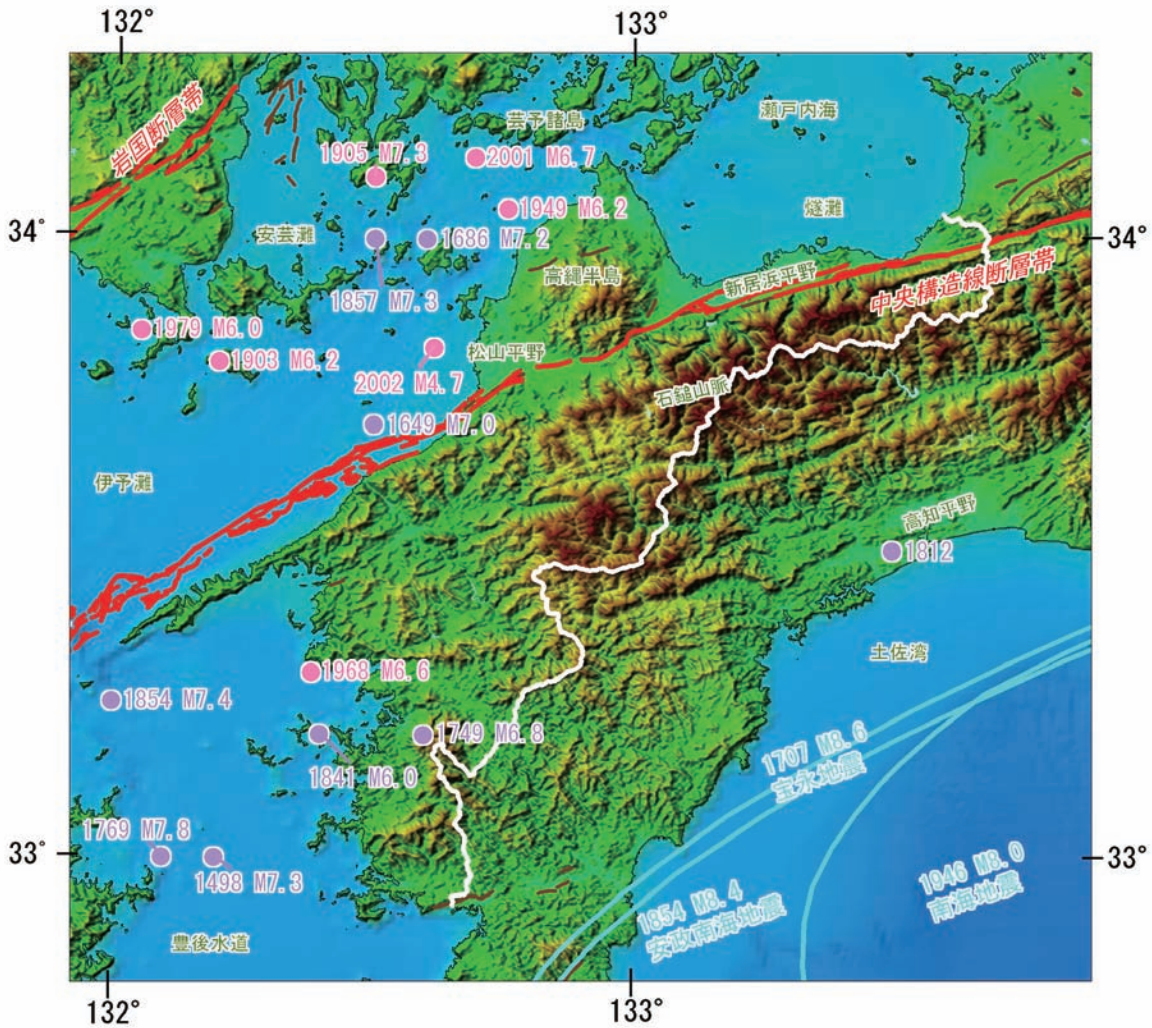 132°
133°
岩国断層帯
芸予諸島
瀬戸内海
1905 M7.3
2001 M6.7
1949 M6.2
燧灘
34°
安芸灘
1686 M7.2
34°
高縄半島
新居浜平野
中央構造線断層帯
1857 M7.3
1979 M6.0
1903 M6.2
松山平野
2002 M4.7
石鎚山脈
1649 M7.0
伊予灘
高知平野
1812
土佐湾
1968 M6.6
1854 M7.4
1749 M6.8
1841 M6.0
1707 M8.6
宝永地震
1769 M7.8
33°
33°
1498 M7.3
1946 M8.0
南海地震
1854 M8.4
安政南海地震
豊後水道
132°
133°